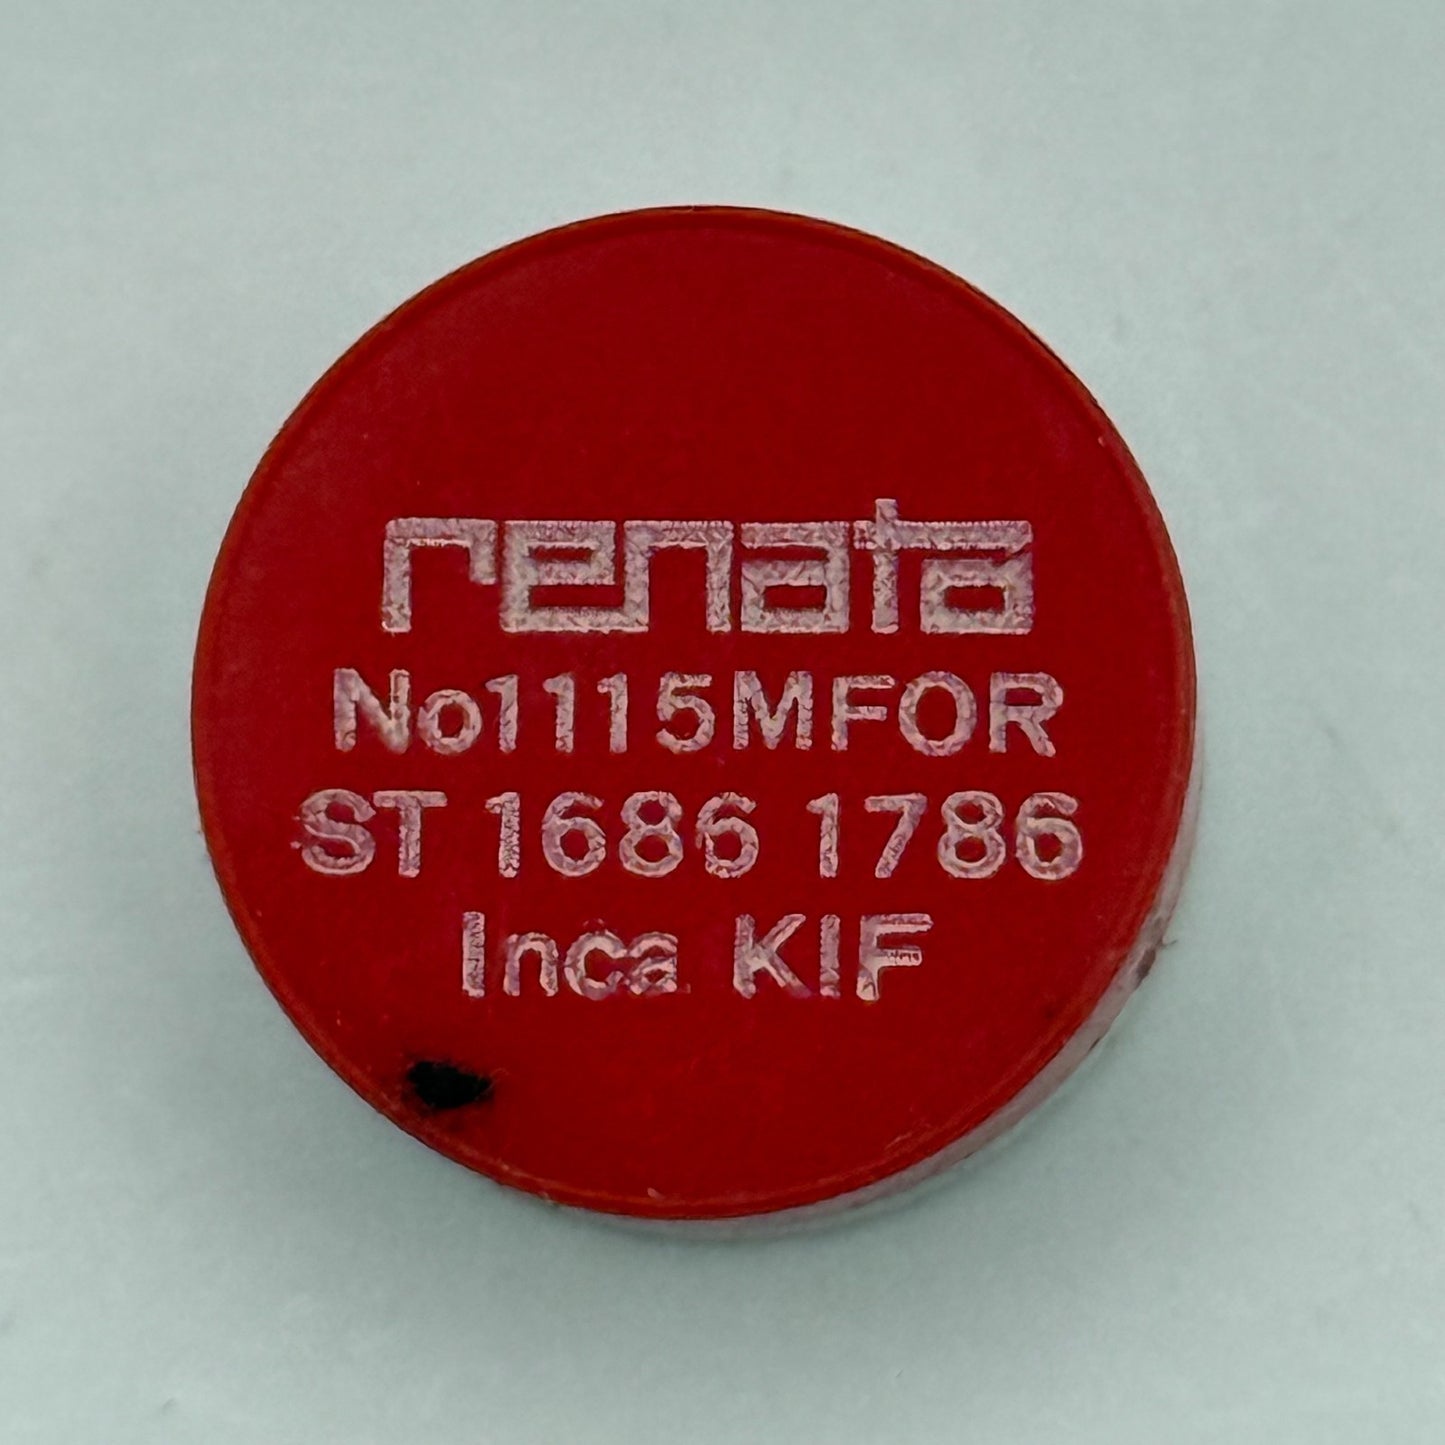 renata
No1115MFOR
ST 1686 1786
Inca KIF